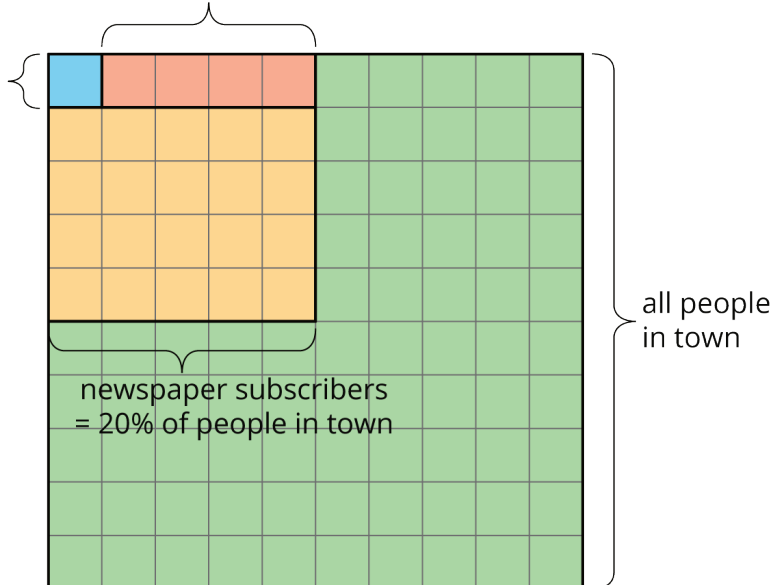 all people
in town
newspaper subscribers
= 20% of people in town